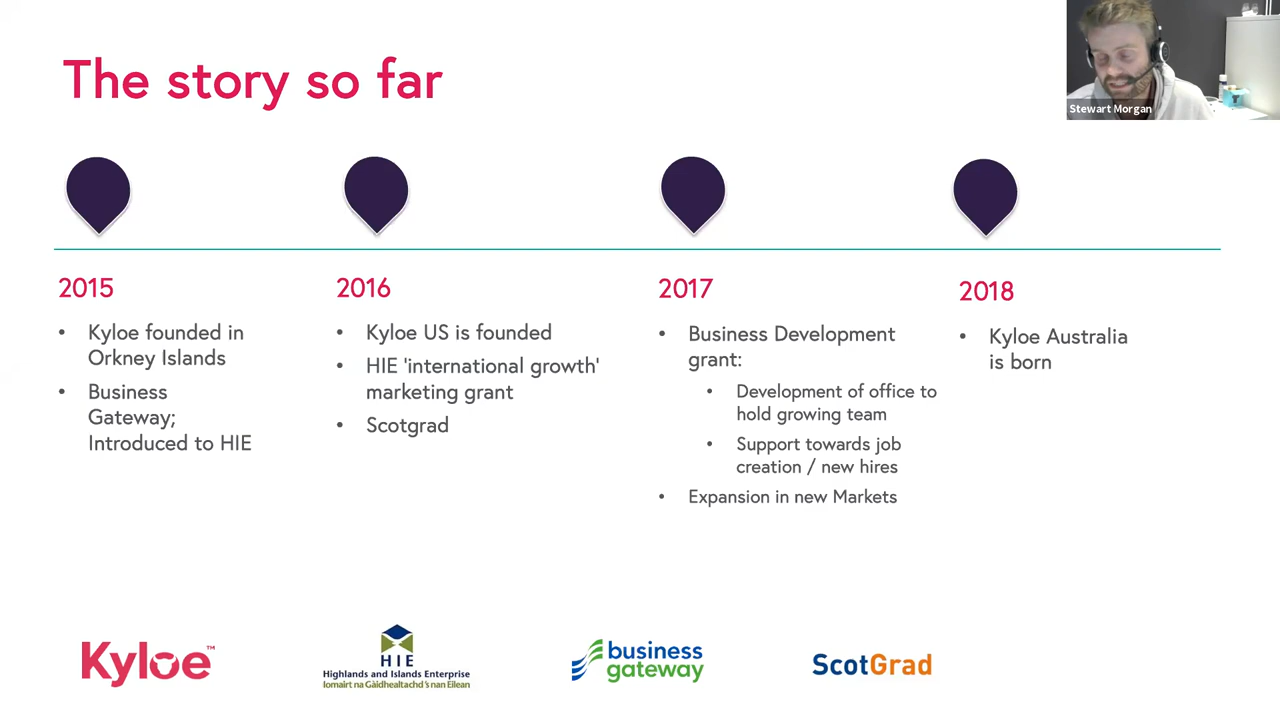 The story so far
Stewart Morgan
2015
• Kyloe founded in
Orkney Islands
• Business
Gateway;
Introduced to HIE
2016
• Kyloe US is founded
• HIE 'international growth'
marketing grant
• Scotgrad
2017
• Business Development
grant:
• Development of office to
hold growing team
• Support towards job
creation / new hires
• Expansion in new Markets
2018
• Kyloe Australia
is born
Kyloe™
HIE
Highlands and Islands Enterprise
Iomairt na Gàidhealtachd 's nan Eilean
business
gateway
ScotGrad